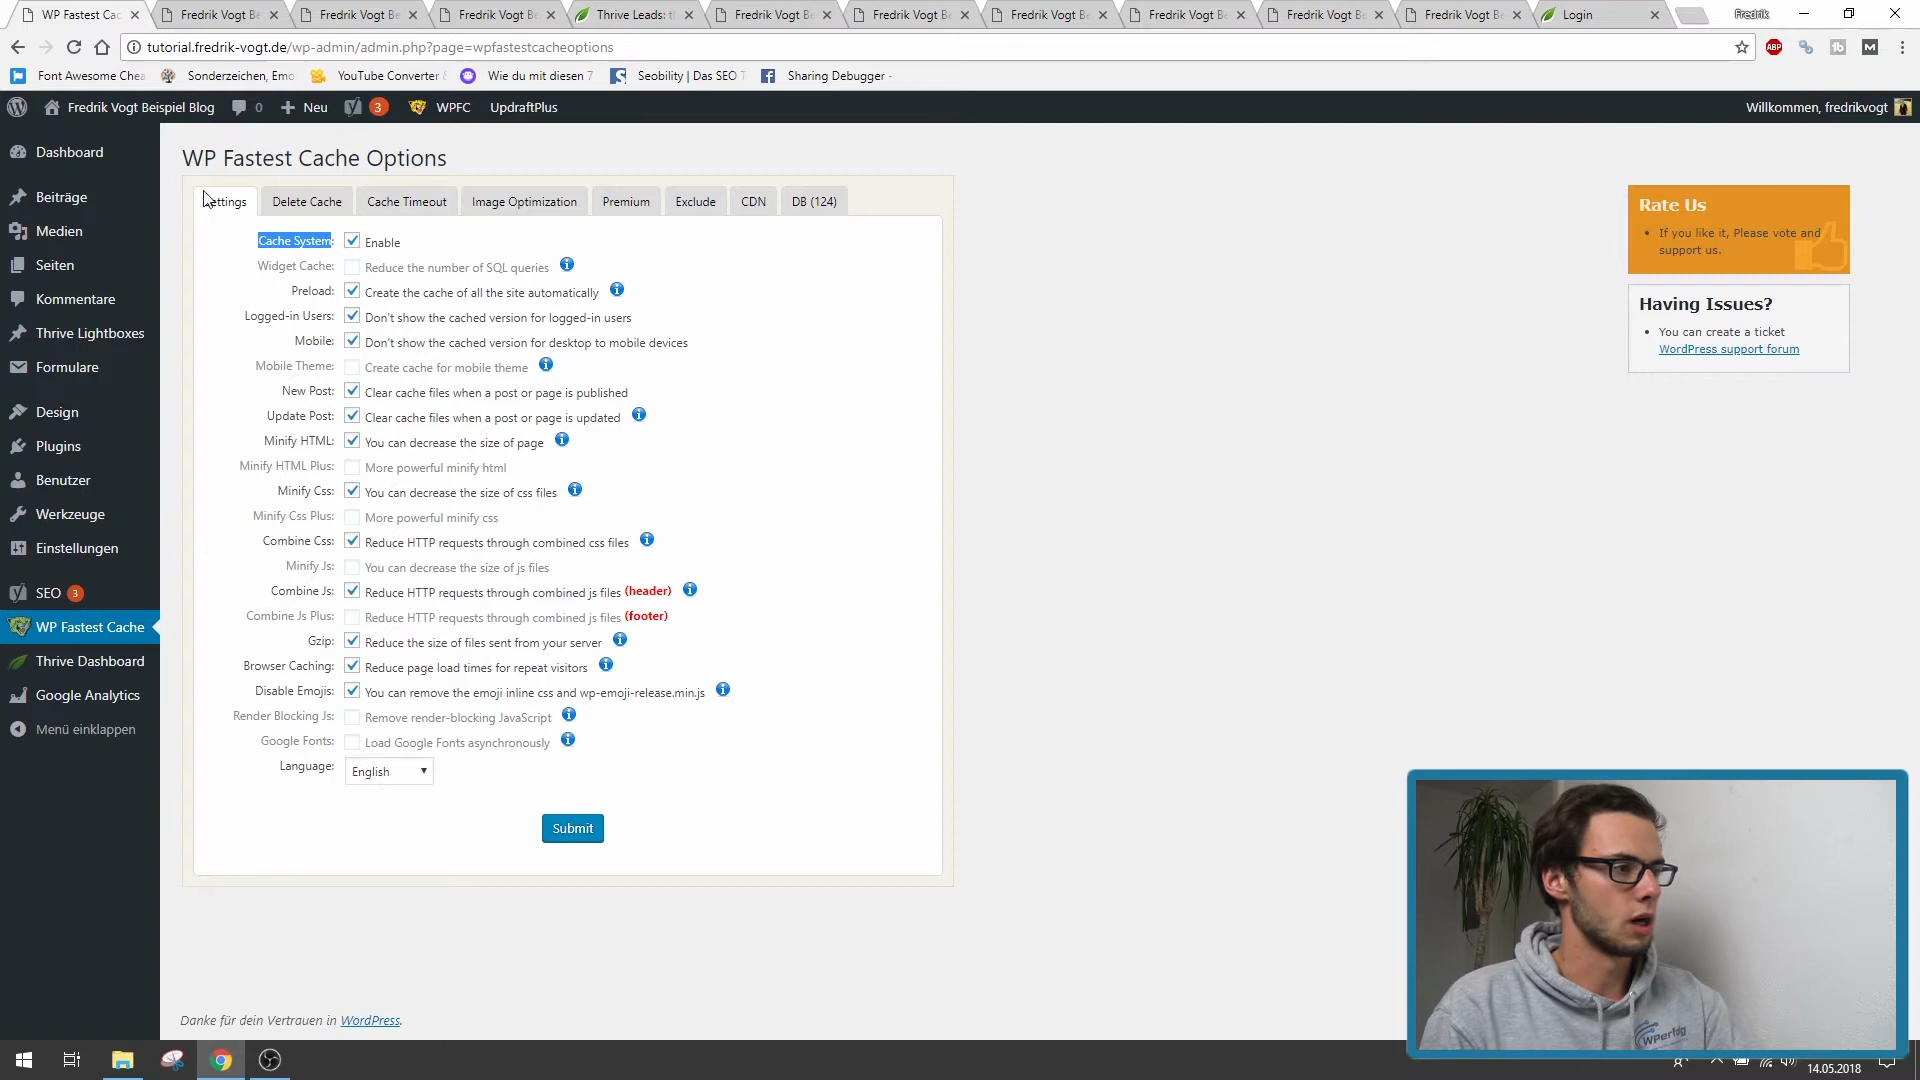 WP Fastest Cac
Fredrik Vogt Be
Fredrik Vogt Be
Fredrik Vogt Be
Thrive Leads: th
Fredrik Vogt Be
Fredrik Vogt Be
Fredrik Vogt Be
Fredrik Vogt Be
Fredrik Vogt Be
Fredrik Vogt Be
Login
Fredrik
tutorial.fredrik-vogt.de/wp-admin/admin.php?page=wpfastestcacheoptions
ABP
Font Awesome Chea
Sonderzeichen, Emo
YouTube Converter
Wie du mit diesen 7
Seobility | Das SEO T
Sharing Debugger -
Fredrik Vogt Beispiel Blog
0
Neu
3
WPFC
UpdraftPlus
Willkommen, fredrikvogt
Dashboard
Beiträge
Medien
Seiten
Kommentare
Thrive Lightboxes
Formulare
Design
Plugins
Benutzer
Werkzeuge
Einstellungen
SEO 3
WP Fastest Cache
Thrive Dashboard
Google Analytics
Menü einklappen
WP Fastest Cache Options
ettings
Delete Cache
Cache Timeout
Image Optimization
Premium
Exclude
CDN
DB (124)
Cache System: Enable
Widget Cache: Reduce the number of SQL queries
Preload: Create the cache of all the site automatically
Logged-in Users: Don't show the cached version for logged-in users
Mobile: Don't show the cached version for desktop to mobile devices
Mobile Theme: Create cache for mobile theme
New Post: Clear cache files when a post or page is published
Update Post: Clear cache files when a post or page is updated
Minify HTML: You can decrease the size of page
Minify HTML Plus: More powerful minify html
Minify Css: You can decrease the size of css files
Minify Css Plus: More powerful minify css
Combine Css: Reduce HTTP requests through combined css files
Minify Js: You can decrease the size of js files
Combine Js: Reduce HTTP requests through combined js files (header)
Combine Js Plus: Reduce HTTP requests through combined js files (footer)
Gzip: Reduce the size of files sent from your server
Browser Caching: Reduce page load times for repeat visitors
Disable Emojis: You can remove the emoji inline css and wp-emoji-release.min.js
Render Blocking Js: Remove render-blocking JavaScript
Google Fonts: Load Google Fonts asynchronously
Language: English
Submit
Rate Us
If you like it, Please vote and
support us.
Having Issues?
You can create a ticket
WordPress support forum
Danke für dein Vertrauen in WordPress.
14.05.2018